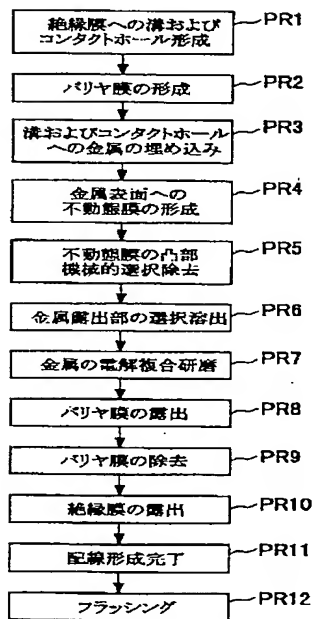 絶縁膜への溝および
コンタクトホール形成
PR1
バリヤ膜の形成
PR2
溝およびコンタクトホール
への金属の埋め込み
PR3
金属表面への
不動態膜の形成
PR4
不動態膜の凸部
機械的選択除去
PR5
金属露出部の選択溶出
PR6
金属の電解複合研磨
PR7
バリヤ膜の露出
PR8
バリヤ膜の除去
PR9
絶縁膜の露出
PR10
配線形成完了
PR11
フラッシング
PR12